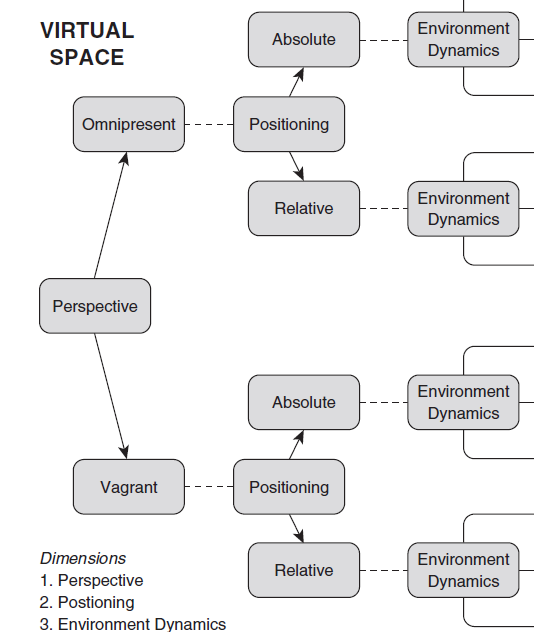 VIRTUAL
SPACE
Absolute
Environment
Dynamics
Omnipresent
Positioning
Relative
Environment
Dynamics
Perspective
Absolute
Environment
Dynamics
Vagrant
Positioning
Relative
Environment
Dynamics
Dimensions
1. Perspective
2. Postioning
3. Environment Dynamics